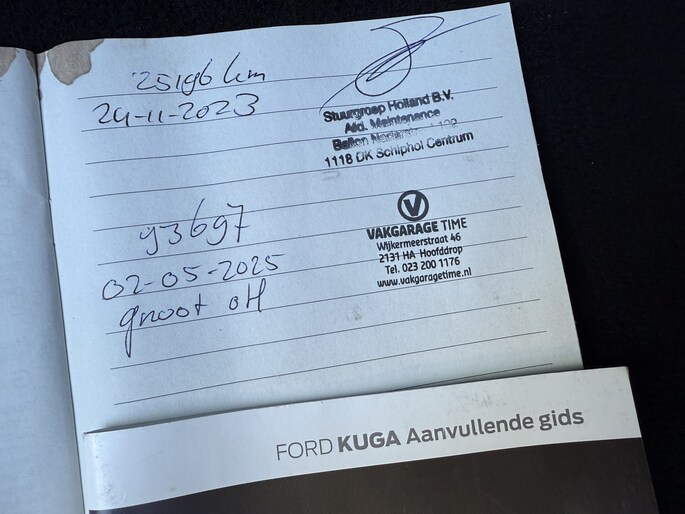 25196 km
24-11-2023
Stuurgroep Holland B.V.
Afd. Maintenance
1118 DK Schiphol Centrum
V
VAKGARAGE TIME
Wijkermeerstraat 46
2131 HA Hoofddrop
Tel. 023 200 1176
www.vakgaragetime.nl
93697
02-05-2025
groot oH
FORD KUGA Aanvullende gids